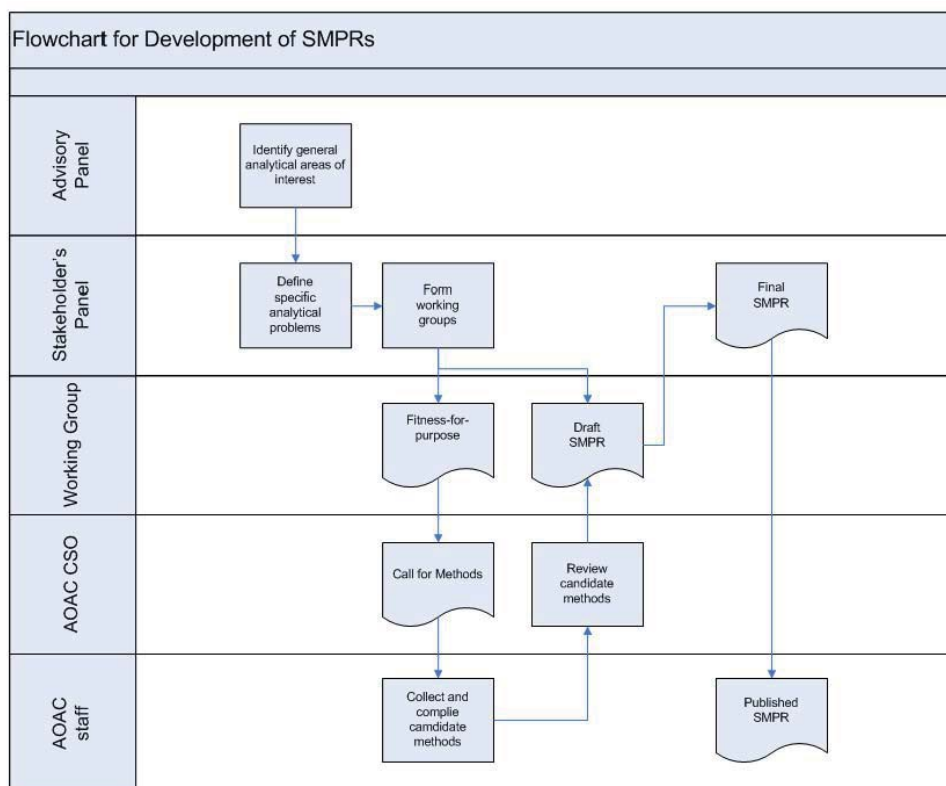 Flowchart for Development of SMPRs
Advisory
Panel
Identify general
analytical areas of
interest
Stakeholder's
Panel
Define
specific
analytical
problems
Form
working
groups
Final
SMPR
Working Group
Fitness-for-
purpose
Draft
SMPR
AOAC CSO
Call for Methods
Review
candidate
methods
AOAC
staff
Collect and
complie
camdidate
methods
Published
SMPR